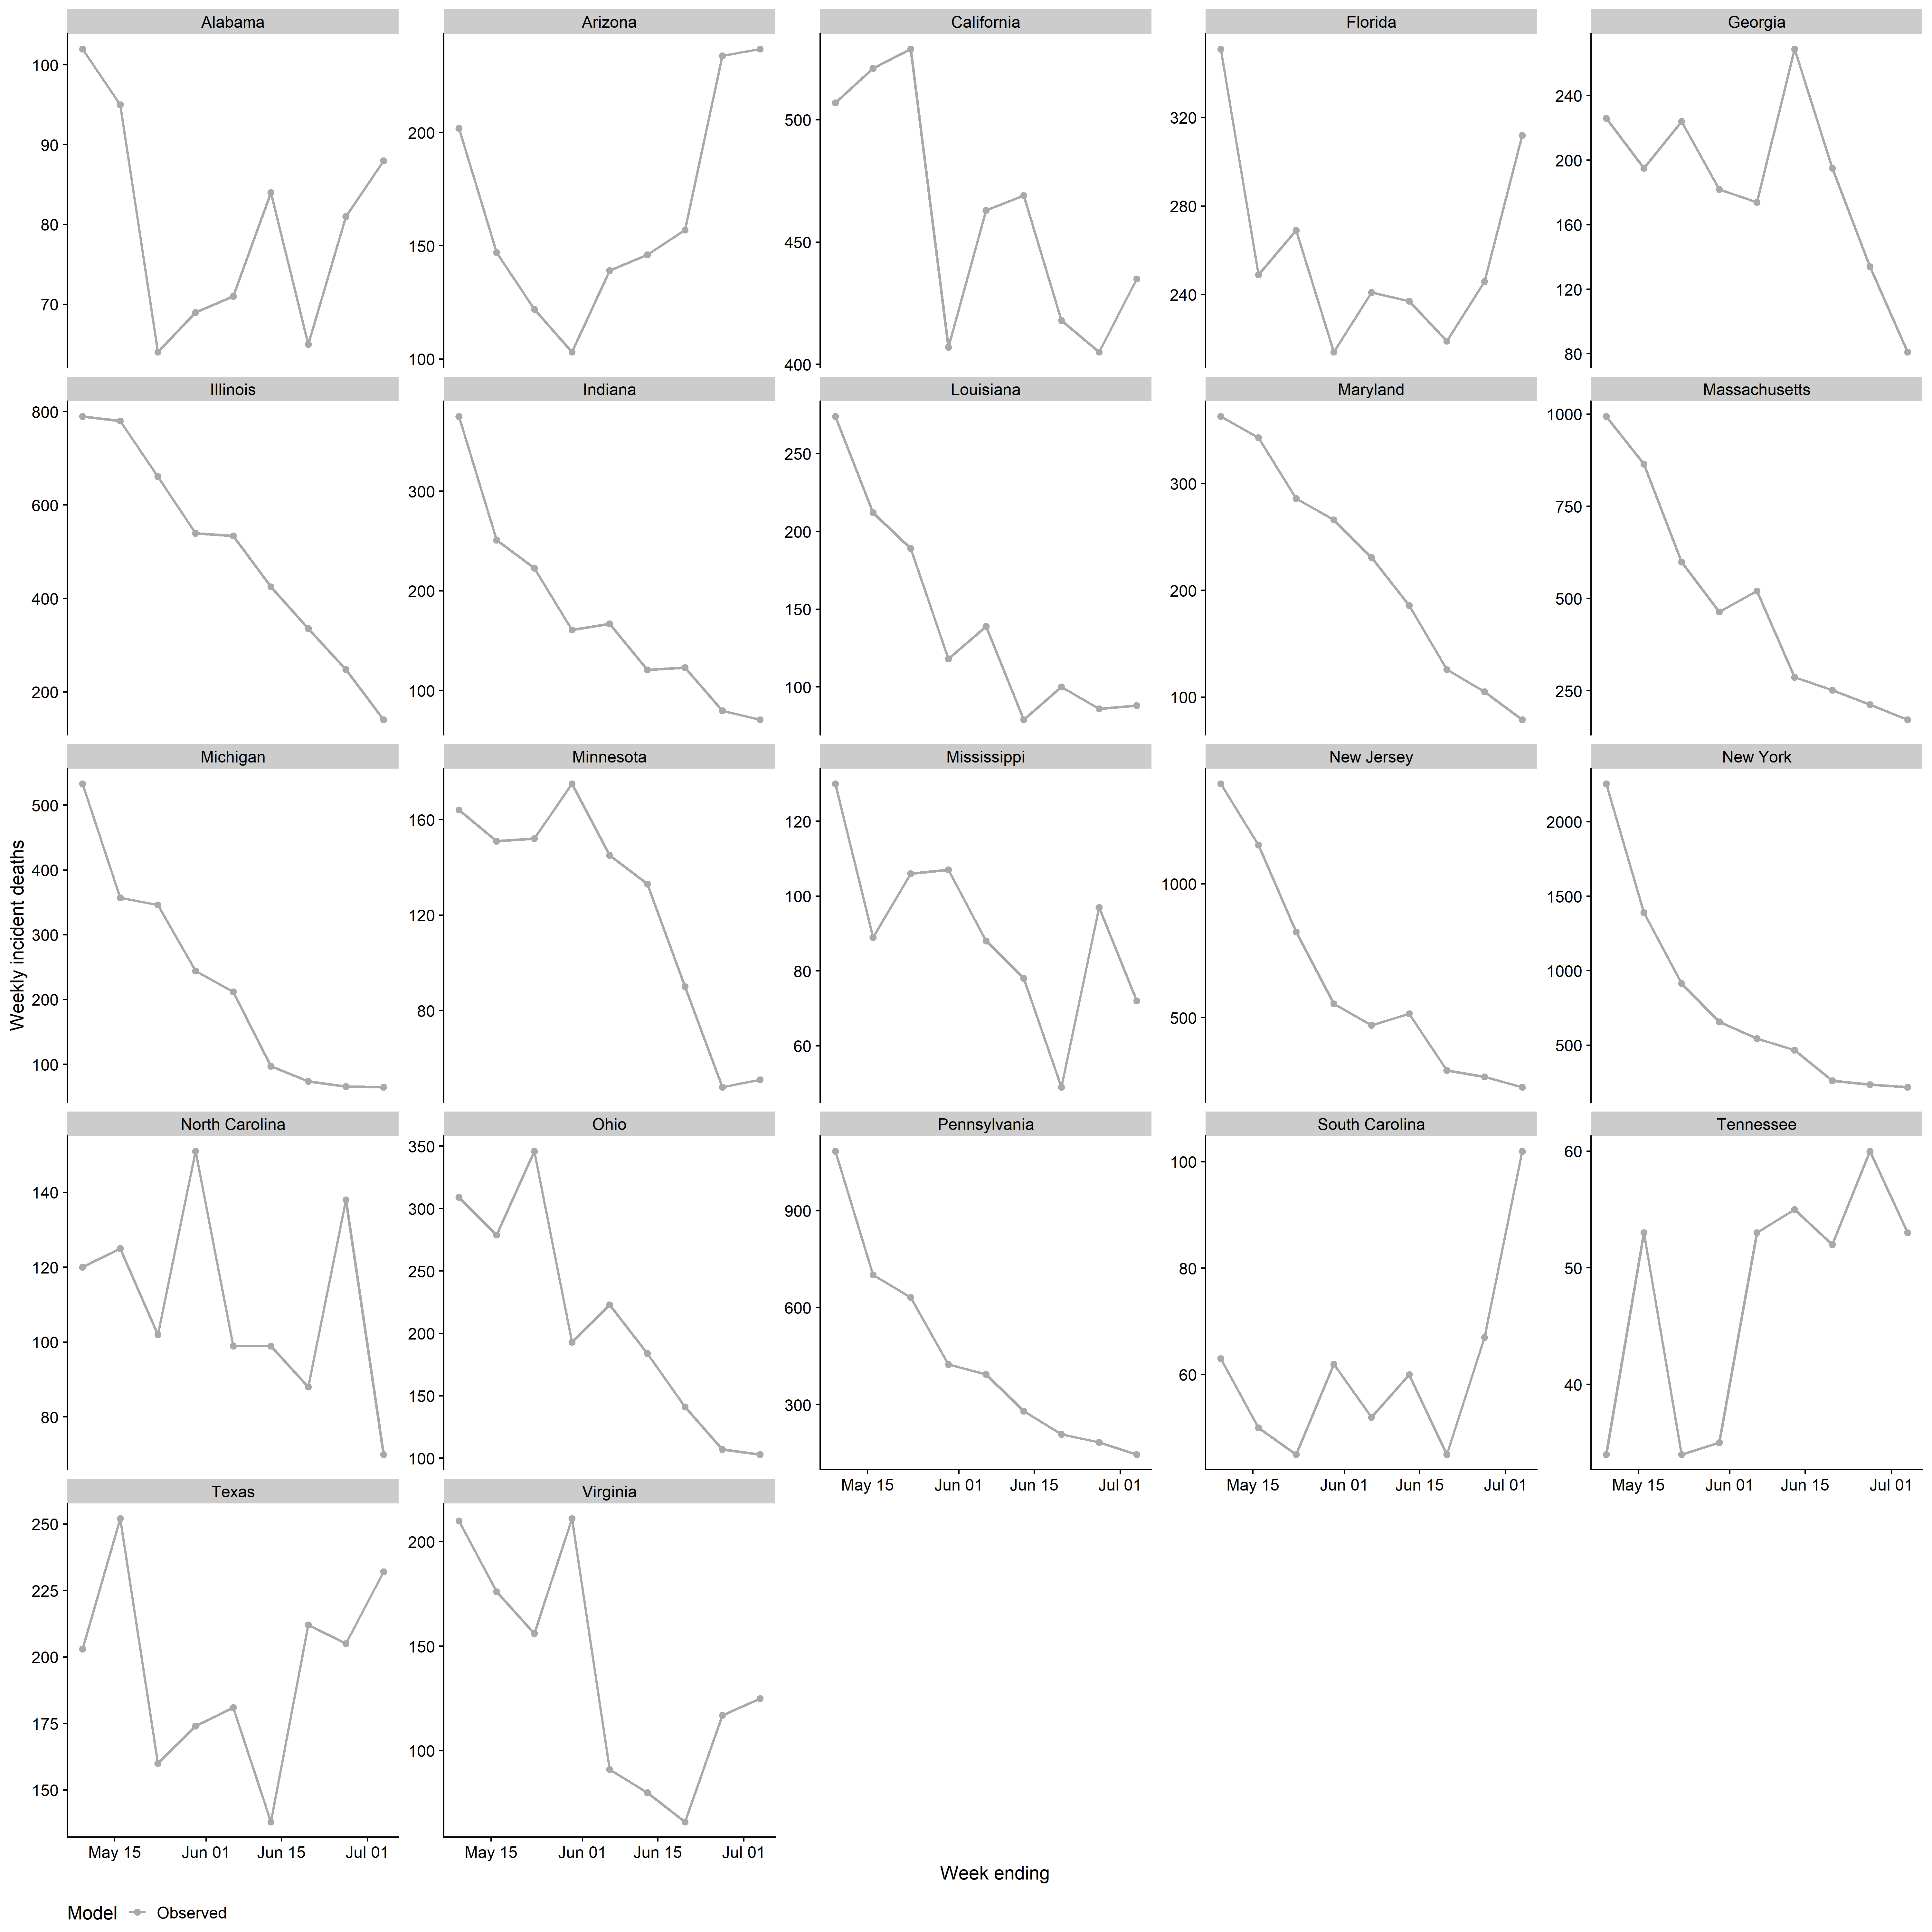 Alabama
Arizona
California
Florida
Georgia
100
90
80
70
200
150
100
500
450
400
320
280
240
240
200
160
120
80
Illinois
Indiana
Louisiana
Maryland
Massachusetts
800
600
400
200
300
200
100
250
200
150
100
300
200
100
1000
750
500
250
Michigan
Minnesota
Mississippi
New Jersey
New York
500
400
300
200
100
160
120
80
120
100
80
60
1000
500
2000
1500
1000
500
Weekly incident deaths
North Carolina
Ohio
Pennsylvania
South Carolina
Tennessee
140
120
100
80
350
300
250
200
150
100
900
600
300
100
80
60
60
50
40
May 15 Jun 01 Jun 15 Jul 01
May 15 Jun 01 Jun 15 Jul 01
May 15 Jun 01 Jun 15 Jul 01
Texas
Virginia
250
225
200
175
150
200
150
100
May 15 Jun 01 Jun 15 Jul 01
May 15 Jun 01 Jun 15 Jul 01
Week ending
Model Observed